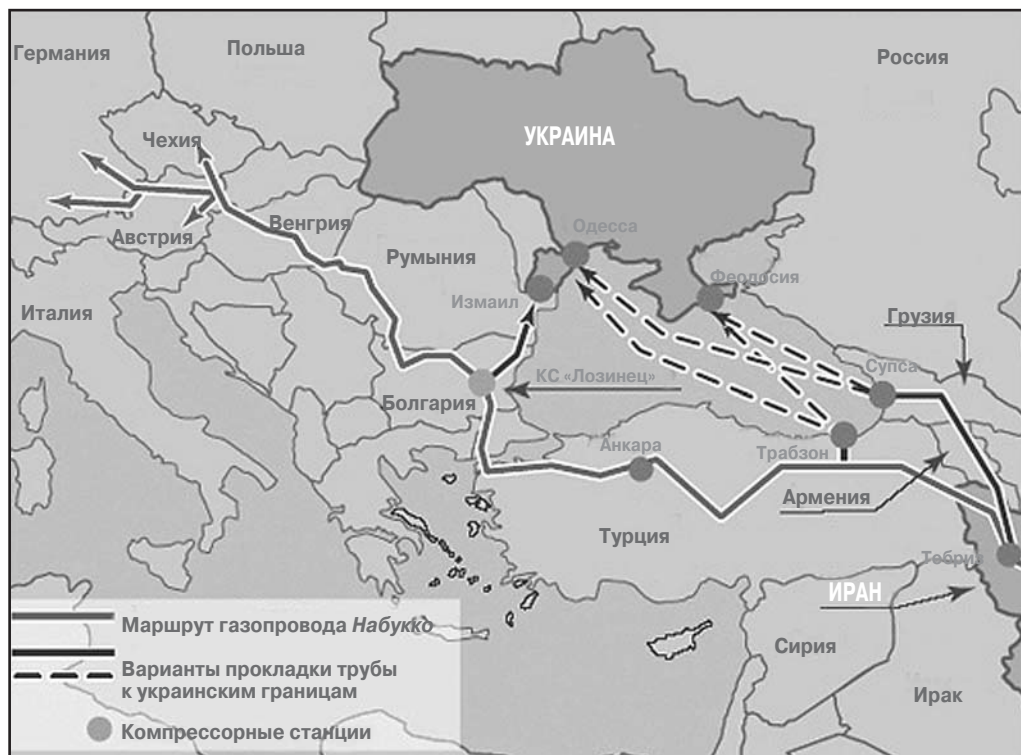 Германия
Польша
Россия
Чехия
УКРАИНА
Австрия
Венгрия
Румыния
Одесса
Измаил
Феодосия
Италия
Грузия
Супса
КС «Лозинец»
Болгария
Анкара
Трабзон
Армения
Турция
Тебриз
ИРАН
Сирия
Ирак
Маршрут газопровода Набукко
Варианты прокладки трубы
к украинским границам
Компрессорные станции